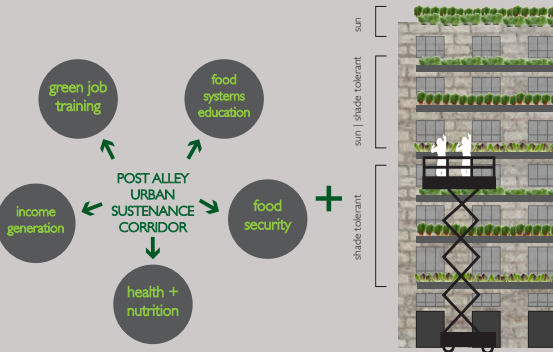 green job
training
food
systems
education
POST ALLEY
URBAN
SUSTENANCE
CORRIDOR
income
generation
food
security
health +
nutrition
+
sun
sun | shade tolerant
shade tolerant